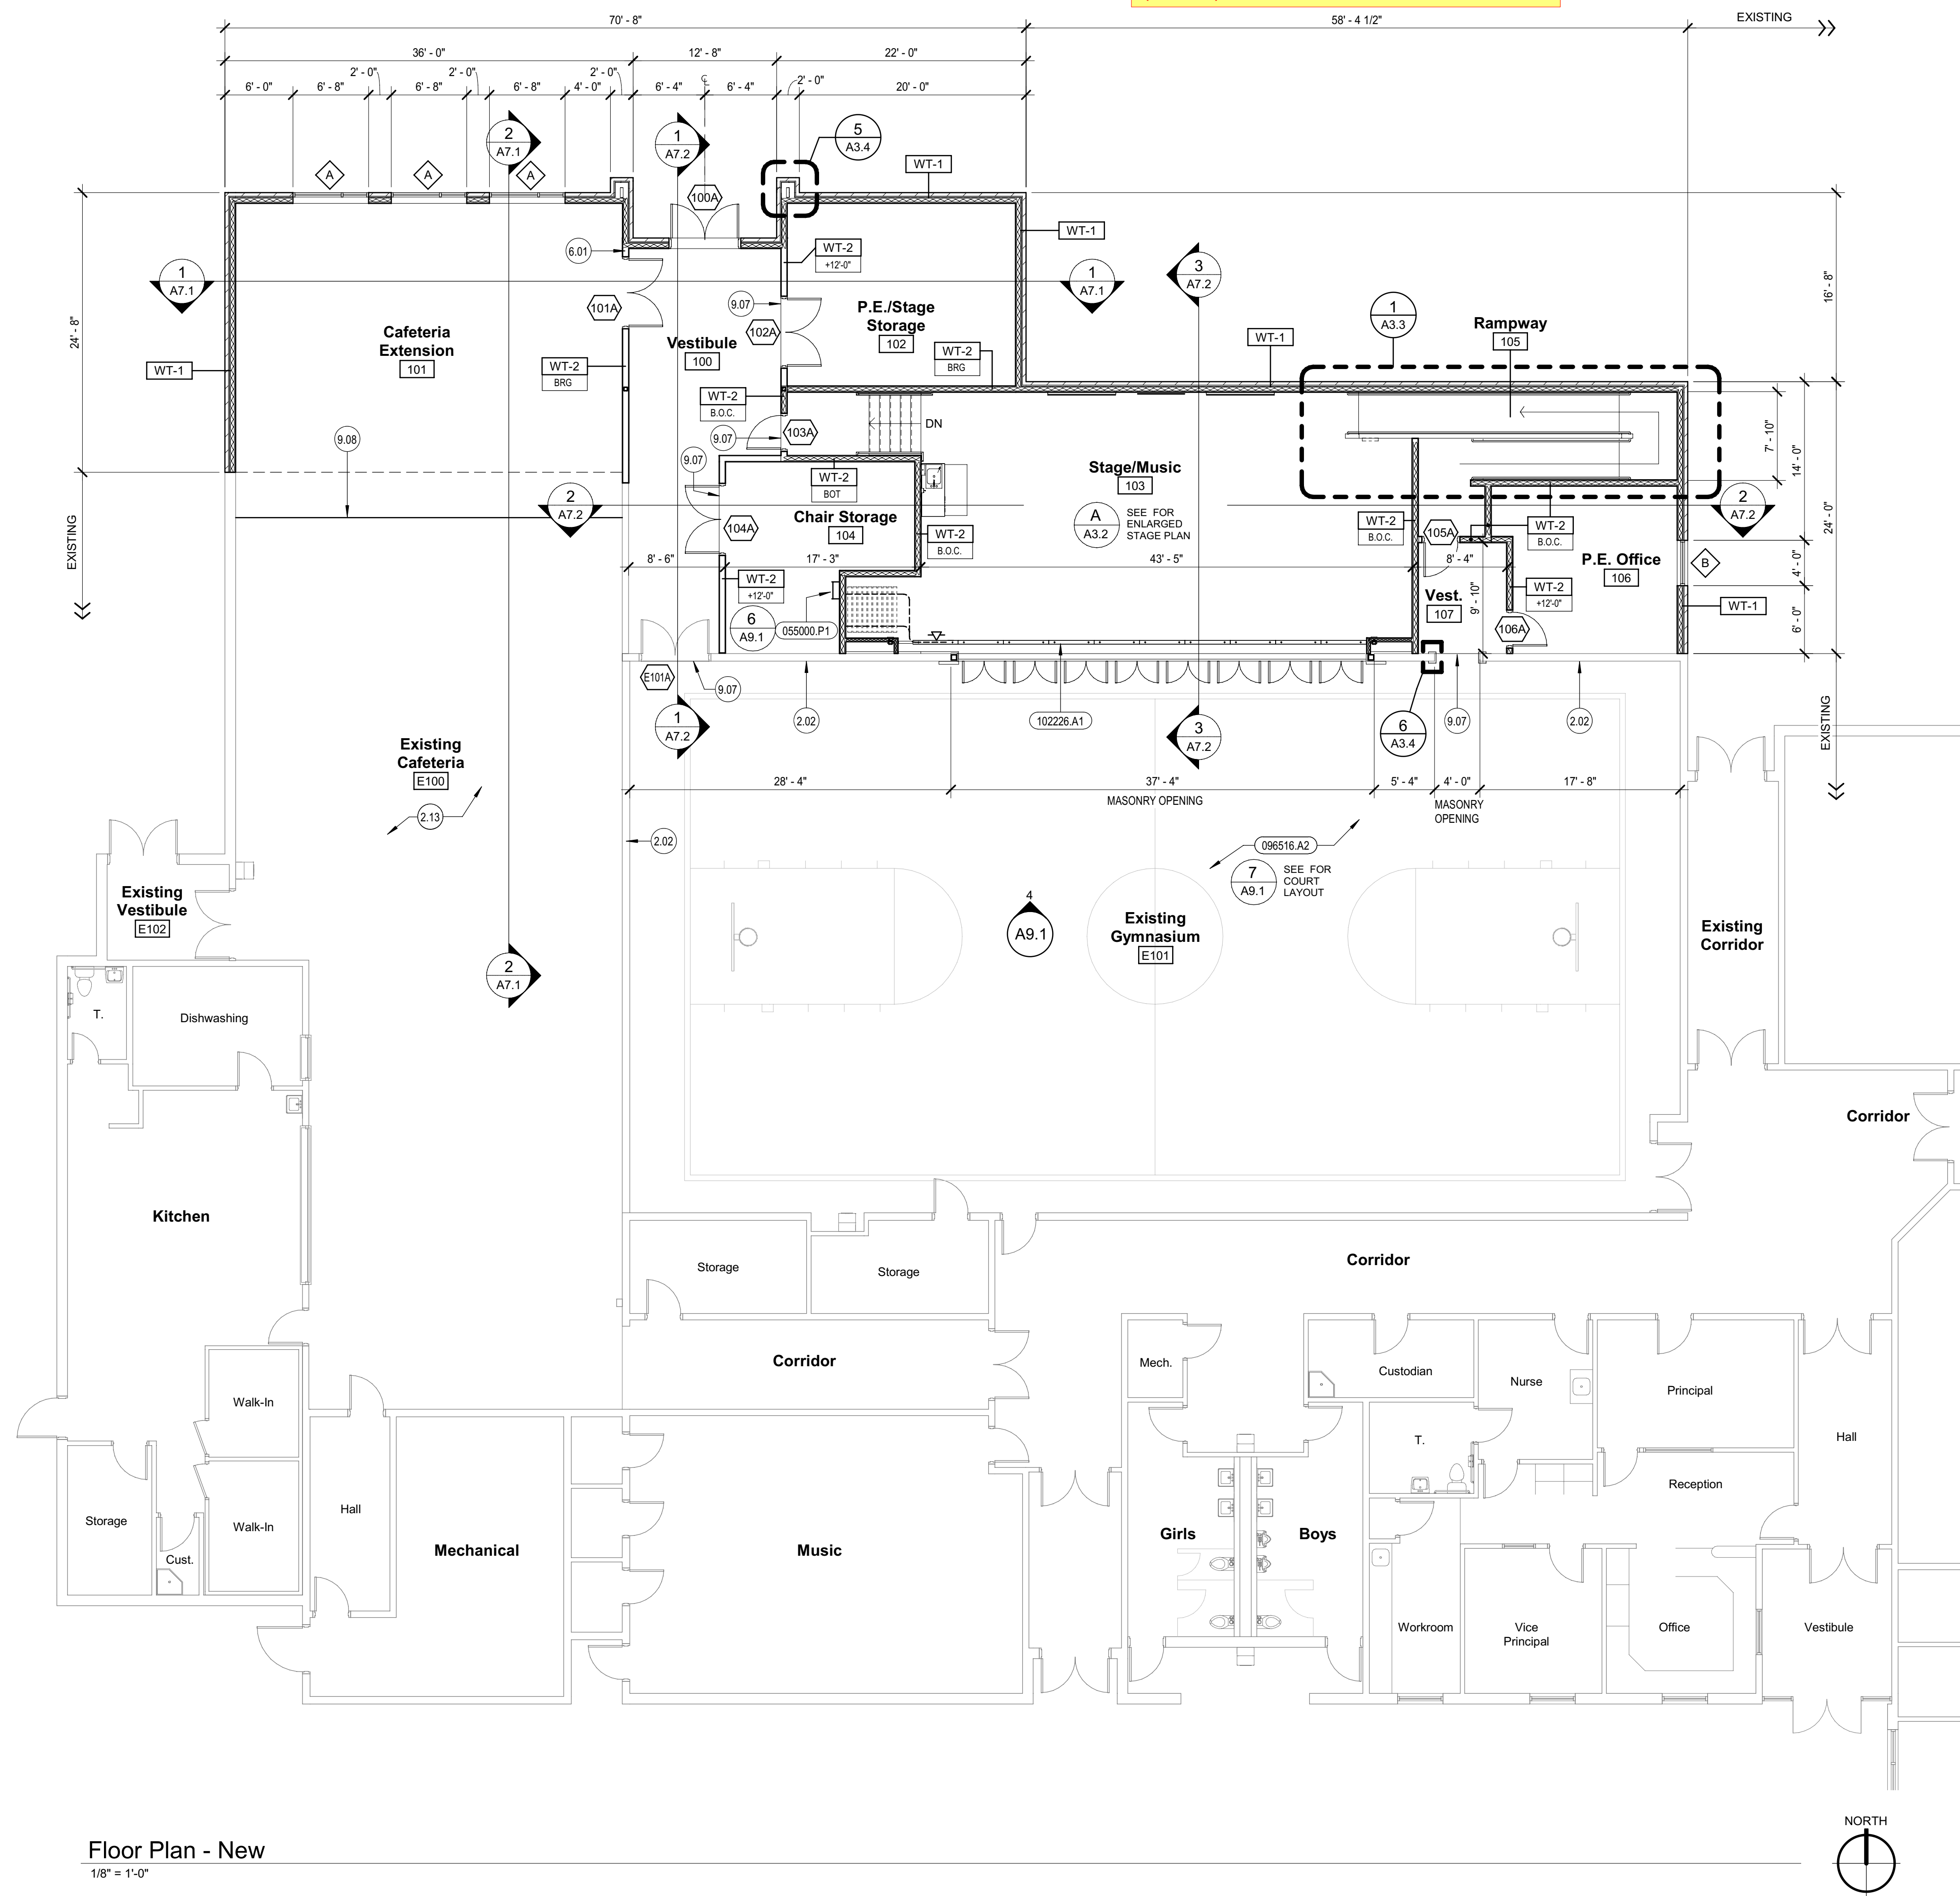 70' - 8"
58' - 4 1/2"
EXISTING
36' - 0"
12' - 8"
22' - 0"
2' - 0"
2' - 0"
2' - 0"
2' - 0"
6' - 0"
6' - 8"
6' - 8"
6' - 8"
4' - 0"
6' - 4"
6' - 4"
20' - 0"
2
A7.1
1
A7.2
5
A3.4
WT-1
A
A
A
100A
WT-1
6.01
WT-2
+12'-0"
1
A7.1
1
A7.1
3
A7.2
16' - 8"
24' - 8"
101A
9.07
102A
P.E./Stage
Storage
102
1
A3.3
Rampway
105
Cafeteria
Extension
101
Vestibule
100
WT-1
WT-2
BRG
WT-2
BRG
WT-1
WT-2
B.O.C.
9.07
103A
DN
9.08
9.07
7' - 10"
14' - 0"
WT-2
BOT
Stage/Music
103
2
A7.2
2
A7.2
EXISTING
104A
Chair Storage
104
WT-2
B.O.C.
A
A3.2
SEE FOR
ENLARGED
STAGE PLAN
WT-2
B.O.C.
105A
WT-2
B.O.C.
24' - 0"
8' - 6"
17' - 3"
43' - 5"
8' - 4"
P.E. Office
106
B
4' - 0"
WT-2
+12'-0"
WT-2
+12'-0"
Vest.
107
9' - 10"
WT-1
6
A9.1
055000.P1
106A
6' - 0"
E101A
9.07
1
A7.2
2.02
102226.A1
3
A7.2
6
A3.4
9.07
2.02
EXISTING
Existing
Cafeteria
E100
2.13
28' - 4"
37' - 4"
5' - 4"
4' - 0"
17' - 8"
MASONRY OPENING
MASONRY
OPENING
2.02
096516.A2
7
A9.1
SEE FOR
COURT
LAYOUT
Existing
Vestibule
E102
4
A9.1
Existing
Gymnasium
E101
Existing
Corridor
2
A7.1
T.
Dishwashing
Corridor
Kitchen
Storage
Storage
Corridor
Corridor
Mech.
Custodian
Nurse
Principal
Walk-In
T.
Hall
Reception
Storage
Hall
Walk-In
Cust.
Mechanical
Music
Girls
Boys
Workroom
Vice
Principal
Office
Vestibule
NORTH
Floor Plan - New
1/8" = 1'-0"